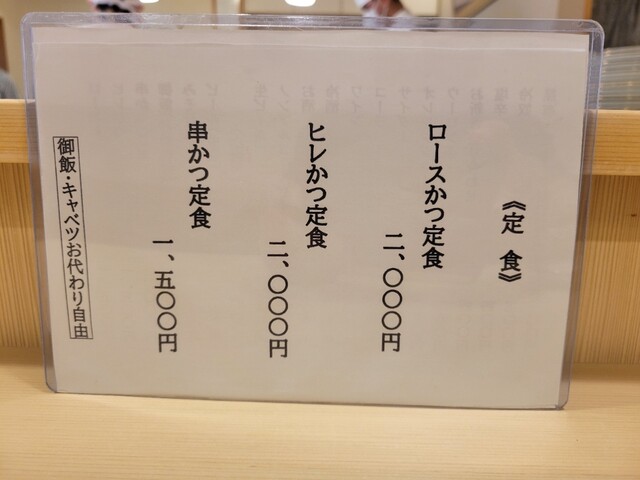 《定 食》
ロースかつ定食
二、〇〇〇円
ヒレかつ定食
二、〇〇〇円
串かつ定食
一、五〇〇円
御飯・キャベツお代わり自由